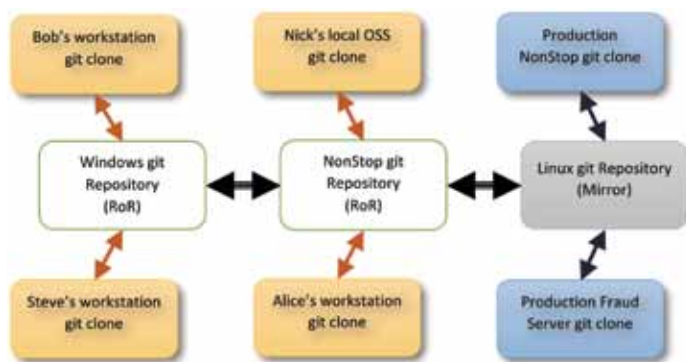 Bob's workstation
git clone
Nick's local OSS
git clone
Production
NonStop git clone
Windows git
Repository
(RoR)
NonStop git
Repository
(RoR)
Linux git Repository
(Mirror)
Steve's workstation
git clone
Alice's workstation
git clone
Production Fraud
Server git clone